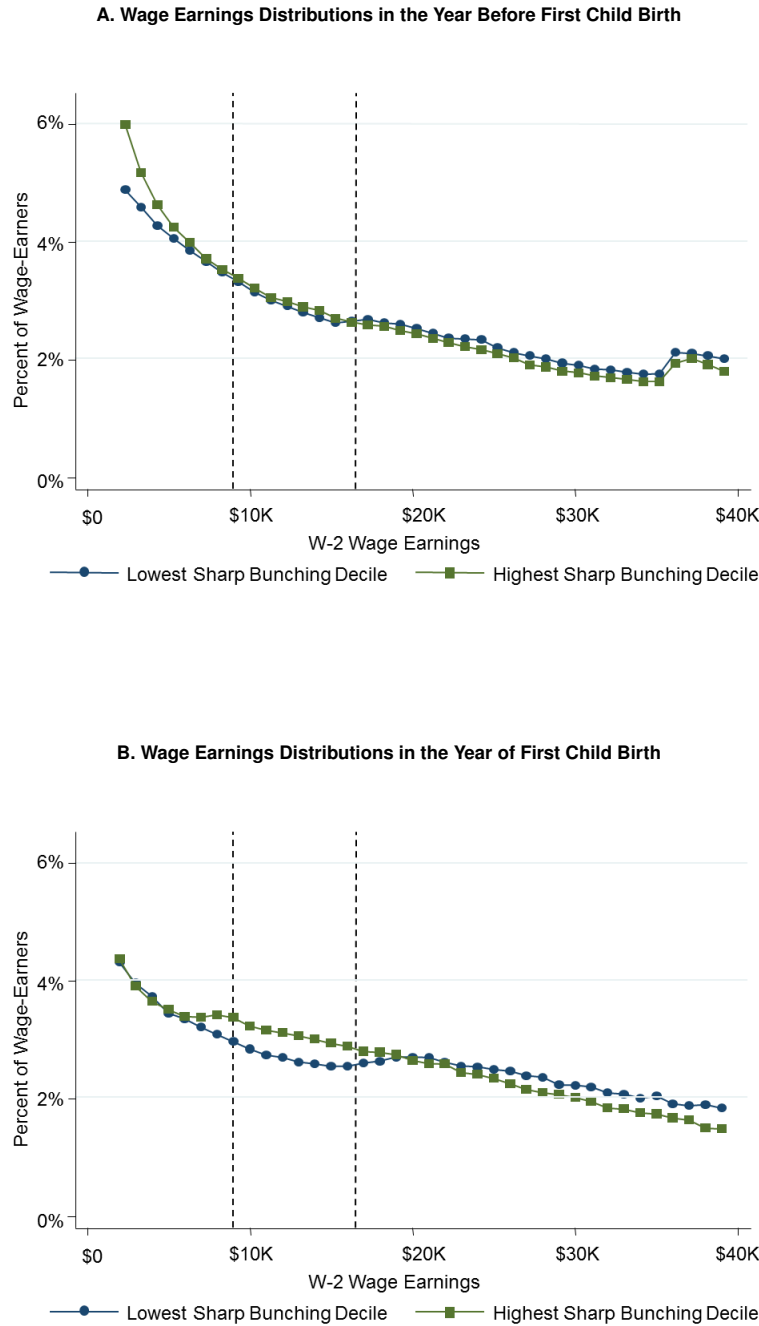 A. Wage Earnings Distributions in the Year Before First Child Birth
6%
4%
2%
0%
Percent of Wage-Earners
$0
$10K
$20K
$30K
$40K
W-2 Wage Earnings
Lowest Sharp Bunching Decile
Highest Sharp Bunching Decile
B. Wage Earnings Distributions in the Year of First Child Birth
6%
4%
2%
0%
Percent of Wage-Earners
$0
$10K
$20K
$30K
$40K
W-2 Wage Earnings
Lowest Sharp Bunching Decile
Highest Sharp Bunching Decile